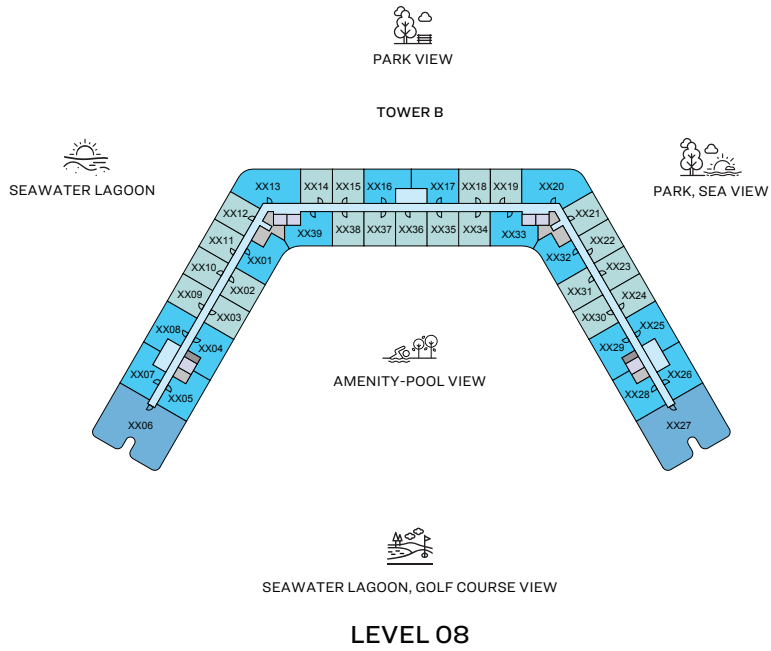 PARK VIEW
TOWER B
SEAWATER LAGOON
PARK, SEA VIEW
XX13
XX14
XX15
XX16
XX17
XX18
XX19
XX20
XX12
XX21
XX11
XX39
XX38
XX37
XX36
XX35
XX34
XX33
XX22
XX10
XX01
XX32
XX23
XX09
XX02
XX31
XX24
XX03
XX30
XX08
XX25
XX04
XX29
XX07
XX26
XX05
XX28
XX06
XX27
AMENITY-POOL VIEW
SEAWATER LAGOON, GOLF COURSE VIEW
LEVEL 08